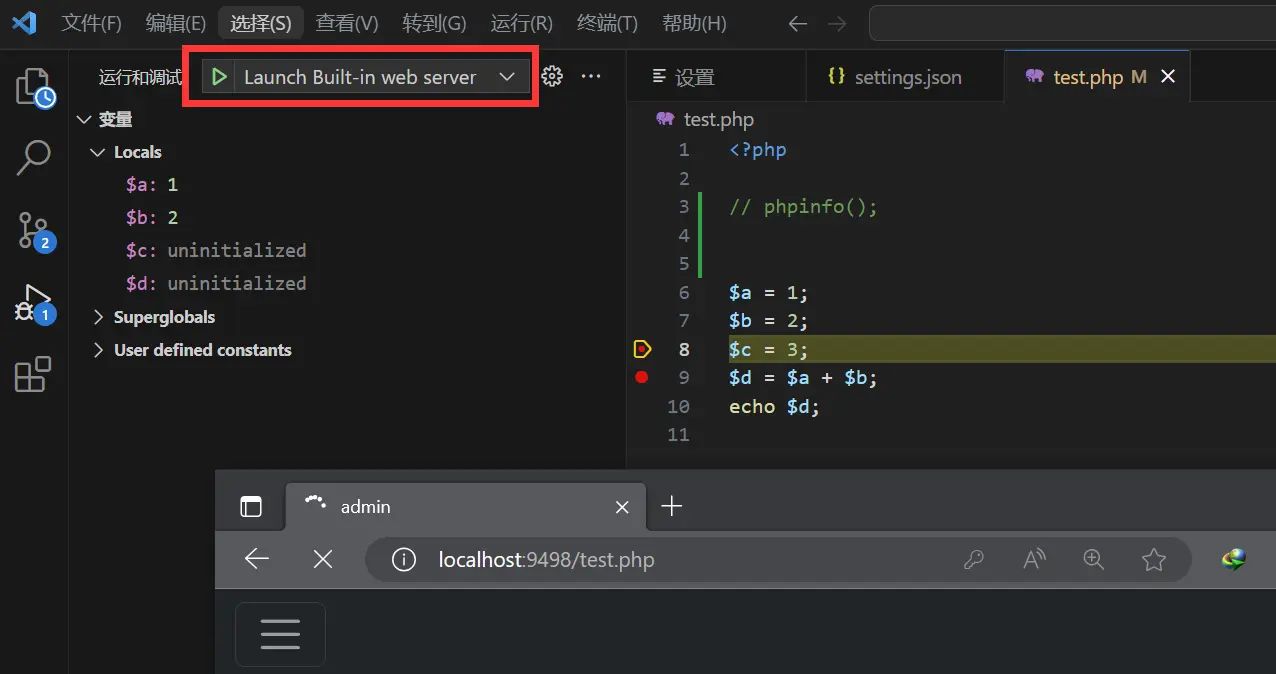 文件(F) 编辑(E) 选择(S) 查看(V) 转到(G) 运行(R) 终端(T) 帮助(H)
运行和调试 Launch Built-in web server ···
变量
Locals
$a: 1
$b: 2
$c: uninitialized
$d: uninitialized
Superglobals
User defined constants
2
1
设置 settings.json test.php M
test.php
1 <?php
2
3 // phpinfo();
4
5
6 $a = 1;
7 $b = 2;
8 $c = 3;
9 $d = $a + $b;
10 echo $d;
11
admin
localhost:9498/test.php